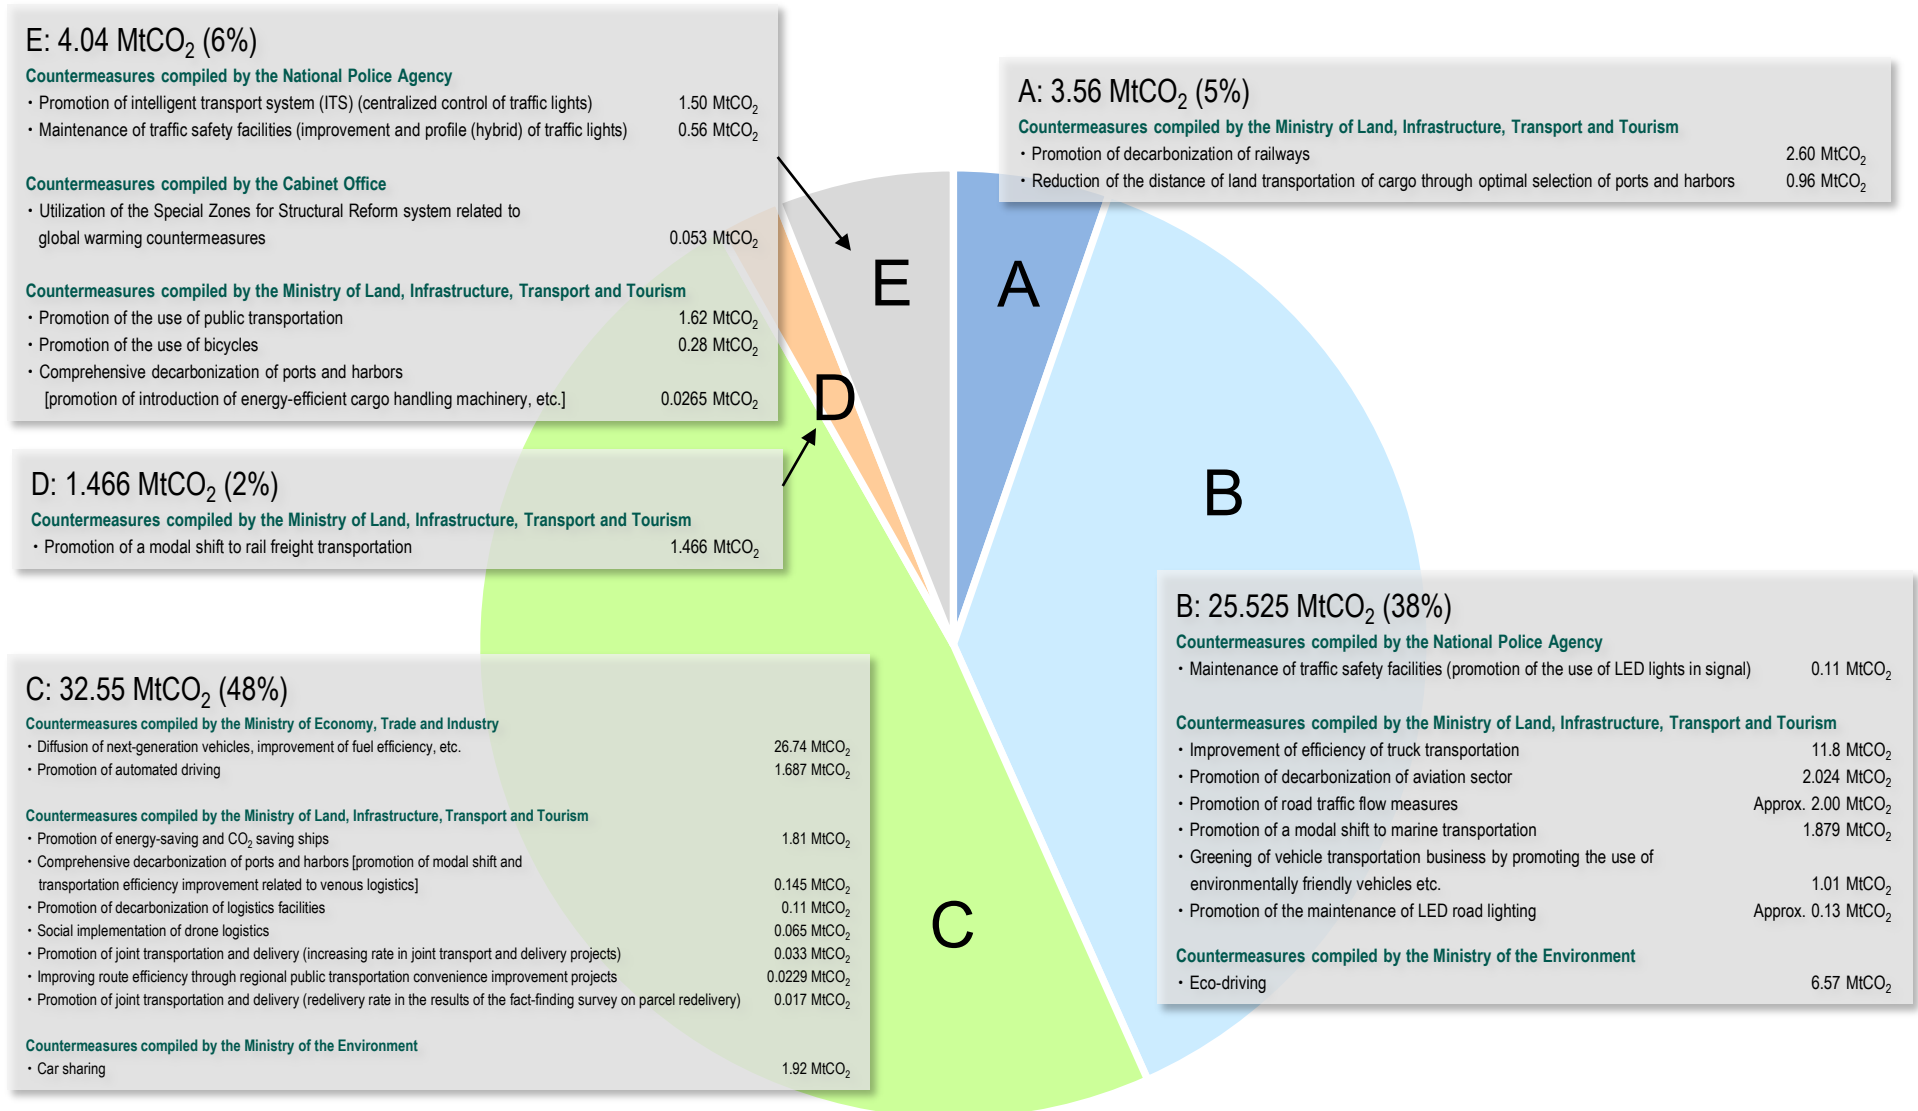 E: 4.04 MtCO₂ (6%)
Countermeasures compiled by the National Police Agency
・Promotion of intelligent transport system (ITS) (centralized control of traffic lights) 1.50 MtCO₂
・Maintenance of traffic safety facilities (improvement and profile (hybrid) of traffic lights) 0.56 MtCO₂
Countermeasures compiled by the Cabinet Office
・Utilization of the Special Zones for Structural Reform system related to
global warming countermeasures 0.053 MtCO₂
Countermeasures compiled by the Ministry of Land, Infrastructure, Transport and Tourism
・Promotion of the use of public transportation 1.62 MtCO₂
・Promotion of the use of bicycles 0.28 MtCO₂
・Comprehensive decarbonization of ports and harbors
[promotion of introduction of energy-efficient cargo handling machinery, etc.] 0.0265 MtCO₂
A: 3.56 MtCO₂ (5%)
Countermeasures compiled by the Ministry of Land, Infrastructure, Transport and Tourism
・Promotion of decarbonization of railways 2.60 MtCO₂
・Reduction of the distance of land transportation of cargo through optimal selection of ports and harbors 0.96 MtCO₂
E
A
D
B
C
D: 1.466 MtCO₂ (2%)
Countermeasures compiled by the Ministry of Land, Infrastructure, Transport and Tourism
・Promotion of a modal shift to rail freight transportation 1.466 MtCO₂
B: 25.525 MtCO₂ (38%)
Countermeasures compiled by the National Police Agency
・Maintenance of traffic safety facilities (promotion of the use of LED lights in signal) 0.11 MtCO₂
Countermeasures compiled by the Ministry of Land, Infrastructure, Transport and Tourism
・Improvement of efficiency of truck transportation 11.8 MtCO₂
・Promotion of decarbonization of aviation sector 2.024 MtCO₂
・Promotion of road traffic flow measures Approx. 2.00 MtCO₂
・Promotion of a modal shift to marine transportation 1.879 MtCO₂
・Greening of vehicle transportation business by promoting the use of
environmentally friendly vehicles etc. 1.01 MtCO₂
・Promotion of the maintenance of LED road lighting Approx. 0.13 MtCO₂
Countermeasures compiled by the Ministry of the Environment
・Eco-driving 6.57 MtCO₂
C: 32.55 MtCO₂ (48%)
Countermeasures compiled by the Ministry of Economy, Trade and Industry
・Diffusion of next-generation vehicles, improvement of fuel efficiency, etc. 26.74 MtCO₂
・Promotion of automated driving 1.687 MtCO₂
Countermeasures compiled by the Ministry of Land, Infrastructure, Transport and Tourism
・Promotion of energy-saving and CO₂ saving ships 1.81 MtCO₂
・Comprehensive decarbonization of ports and harbors [promotion of modal shift and
transportation efficiency improvement related to venous logistics] 0.145 MtCO₂
・Promotion of decarbonization of logistics facilities 0.11 MtCO₂
・Social implementation of drone logistics 0.065 MtCO₂
・Promotion of joint transportation and delivery (increasing rate in joint transport and delivery projects) 0.033 MtCO₂
・Improving route efficiency through regional public transportation convenience improvement projects 0.0229 MtCO₂
・Promotion of joint transportation and delivery (redelivery rate in the results of the fact-finding survey on parcel redelivery) 0.017 MtCO₂
Countermeasures compiled by the Ministry of the Environment
・Car sharing 1.92 MtCO₂